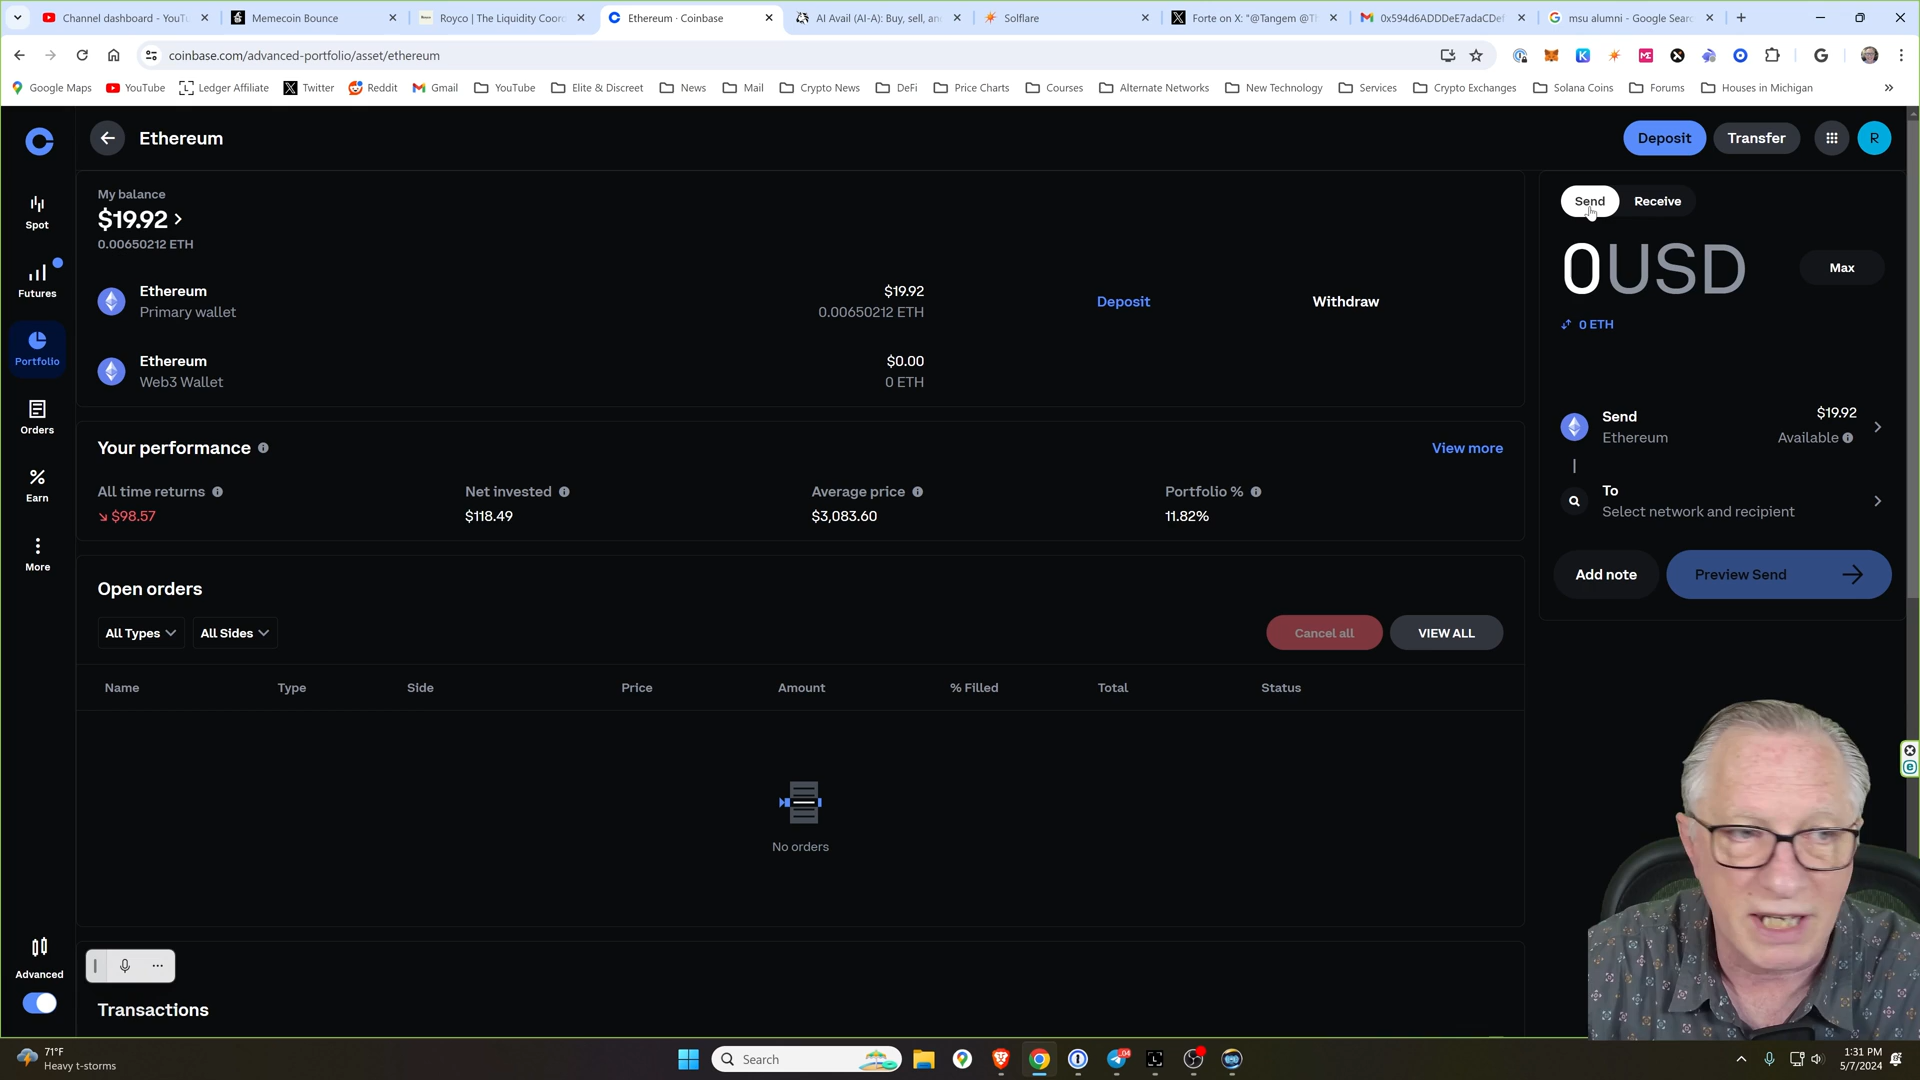 Channel dashboard - YouTu
Memecoin Bounce
Royco | The Liquidity Coor
Ethereum · Coinbase
AI Avail (AI-A): Buy, sell, an
Solflare
Forte on X: "@Tangem @Th
0x594d6ADDDeE7adaCDef
msu alumni - Google Searc
coinbase.com/advanced-portfolio/asset/ethereum
Google Maps
YouTube
Ledger Affiliate
Twitter
Reddit
Gmail
YouTube
Elite & Discreet
News
Mail
Crypto News
DeFi
Price Charts
Courses
Alternate Networks
New Technology
Services
Crypto Exchanges
Solana Coins
Forums
Houses in Michigan
Ethereum
Deposit
Transfer
R
Spot
Futures
Portfolio
Orders
Earn
More
Advanced
My balance
$19.92
0.00650212 ETH
Ethereum
Primary wallet
$19.92
0.00650212 ETH
Deposit
Withdraw
Ethereum
Web3 Wallet
$0.00
0 ETH
Your performance
View more
All time returns
$98.57
Net invested
$118.49
Average price
$3,083.60
Portfolio %
11.82%
Open orders
All Types
All Sides
Cancel all
VIEW ALL
Name Type Side Price Amount % Filled Total Status
No orders
Transactions
Send
Receive
0USD
Max
0 ETH
Send
Ethereum
$19.92
Available
To
Select network and recipient
Add note
Preview Send
71°F
Heavy t-storms
Search
04
1:31 PM
5/7/2024